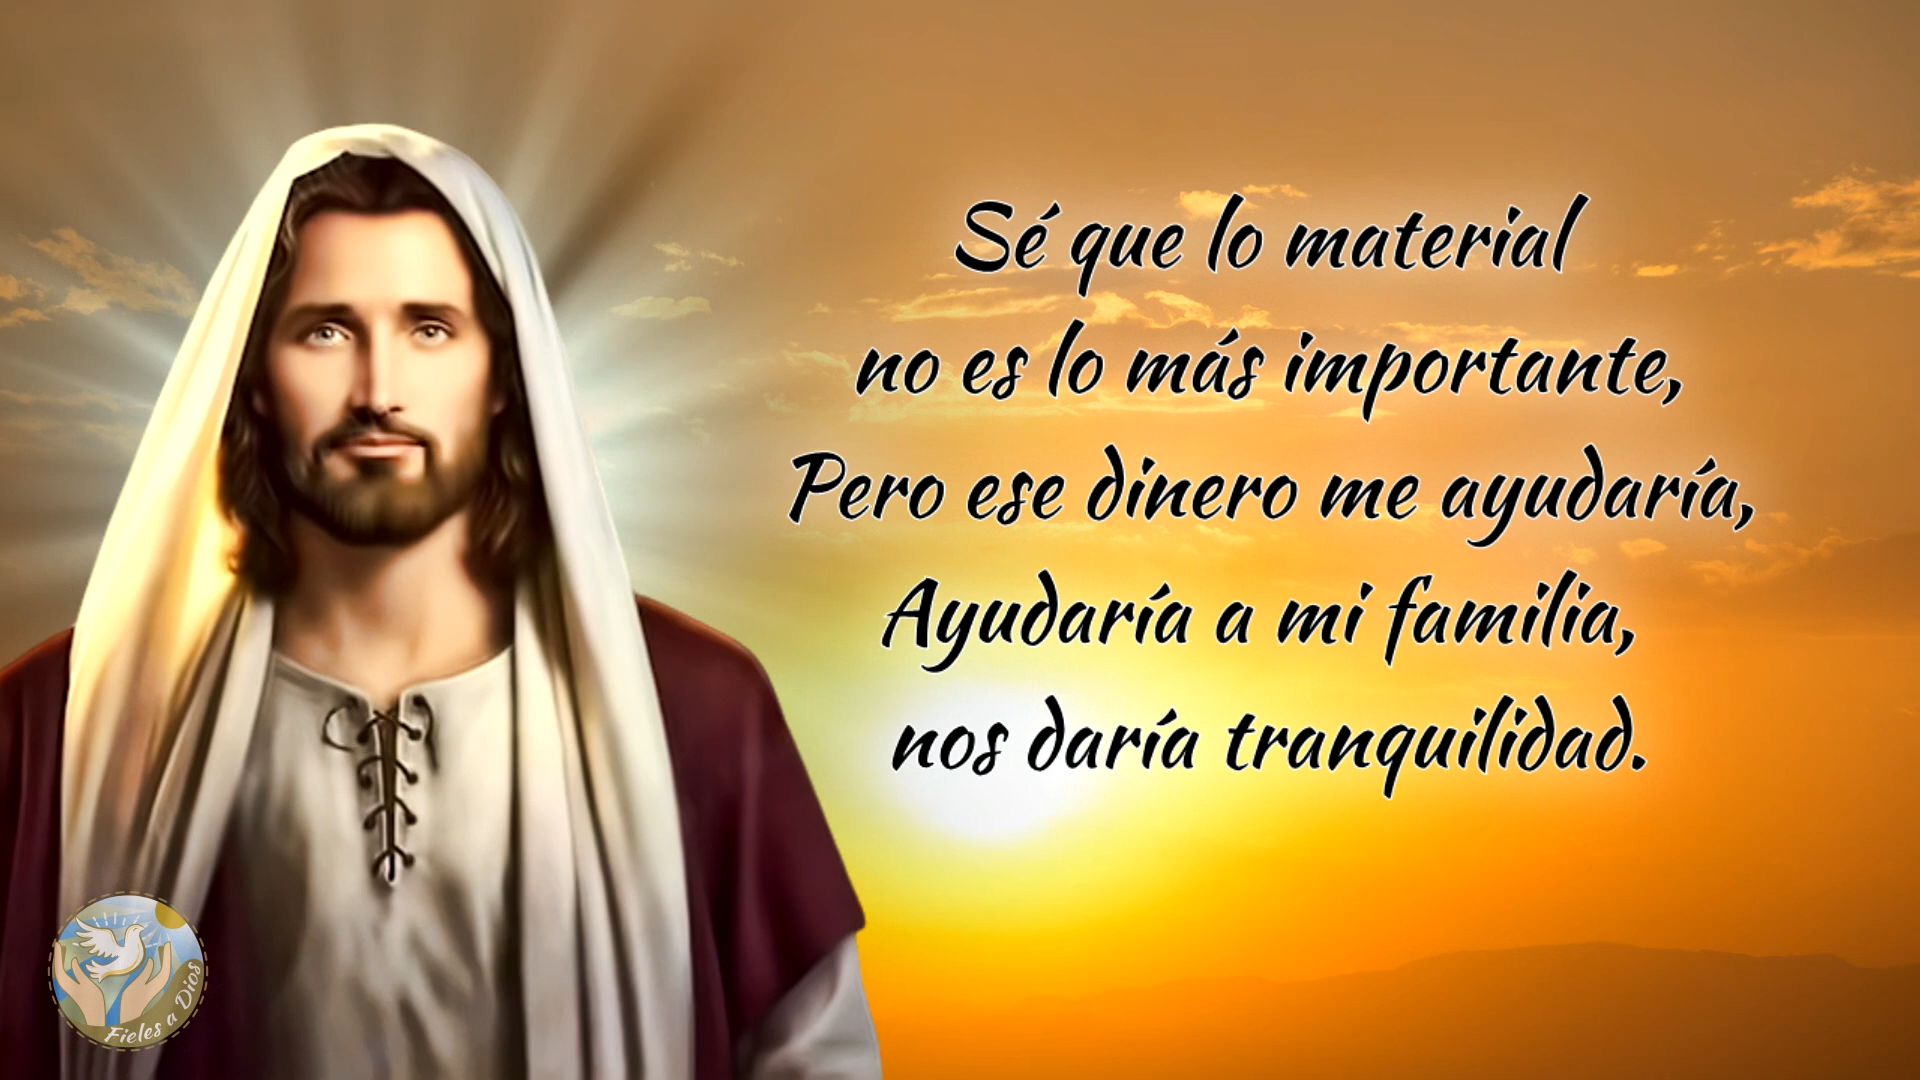 Sé que lo material
no es lo más importante,
Pero ese dinero me ayudaría,
Ayudaría a mi familia,
nos daría tranquilidad.
Fieles a Dios